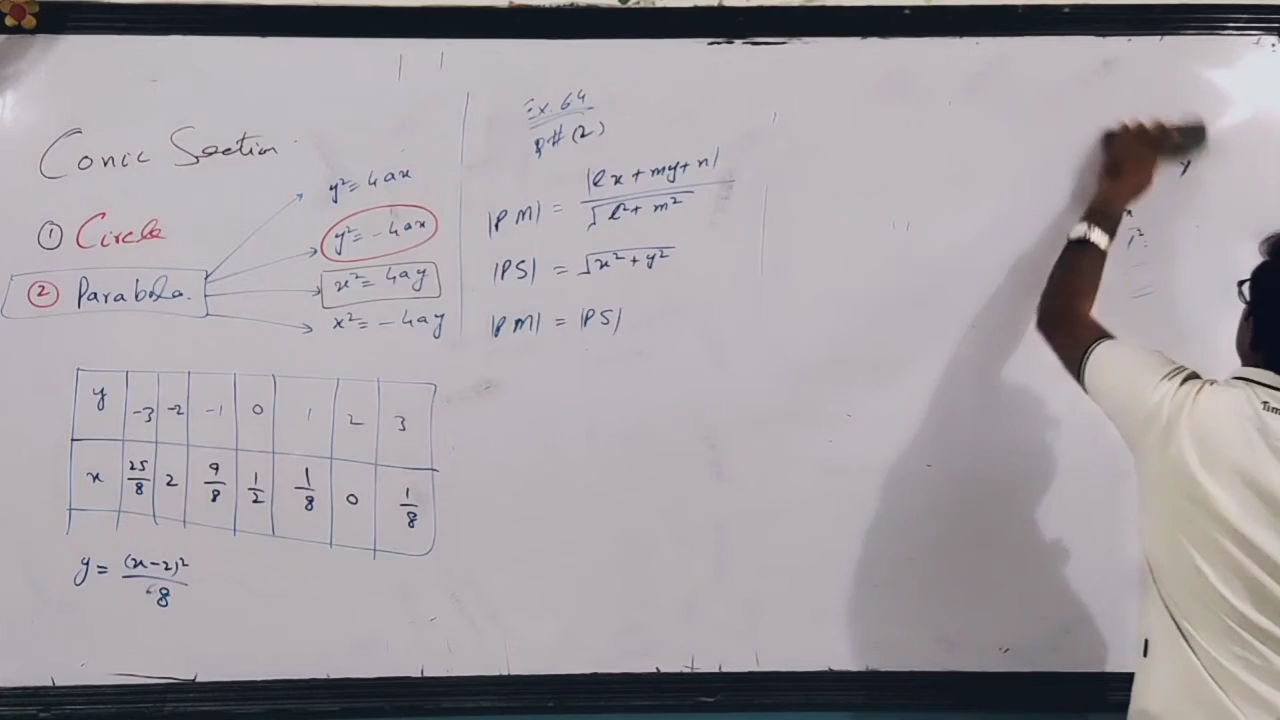 Conic Section
① Circle
② Parabola.
y² = 4ax
y² = -4ax
x² = 4ay
x² = -4ay
Ex. 6.4
Q# (2)
|PM| = |lx + my + n| / √(l² + m²)
|PS| = √(x² + y²)
|PM| = |PS|
y -3 -2 -1 0 1 2 3
x 25/8 2 9/8 1/2 1/8 0 1/8
y = (x-2)² / 8
y
x
Tim